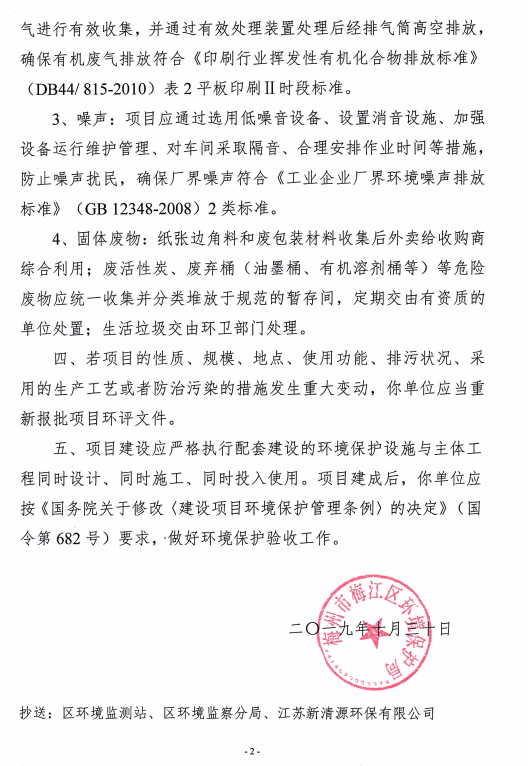 气进行有效收集，并通过有效处理装置处理后经排气筒高空排放，
确保有机废气排放符合《印刷行业挥发性有机化合物排放标准》
（DB44/ 815-2010）表 2 平板印刷Ⅱ时段标准。
3、噪声：项目应通过选用低噪音设备、设置消音设施、加强
设备运行维护管理、对车间采取隔音、合理安排作业时间等措施，
防止噪声扰民，确保厂界噪声符合《工业企业厂界环境噪声排放
标准》（GB 12348-2008）2 类标准。
4、固体废物：纸张边角料和废包装材料收集后外卖给收购商
综合利用；废活性炭、废弃桶（油墨桶、有机溶剂桶等）等危险
废物应统一收集并分类堆放于规范的暂存间，定期交由有资质的
单位处置；生活垃圾交由环卫部门处理。
四、若项目的性质、规模、地点、使用功能、排污状况、采
用的生产工艺或者防治污染的措施发生重大变动，你单位应当重
新报批项目环评文件。
五、项目建设应严格执行配套建设的环境保护设施与主体工
程同时设计、同时施工、同时投入使用。项目建成后，你单位应
按《国务院关于修改〈建设项目环境保护管理条例〉的决定》（国
令第 682 号）要求，做好环境保护验收工作。
梅州市梅江区环境保护局
二〇一九年十月三十日
抄送：区环境监测站、区环境监察分局、江苏新清源环保有限公司
- 2 -